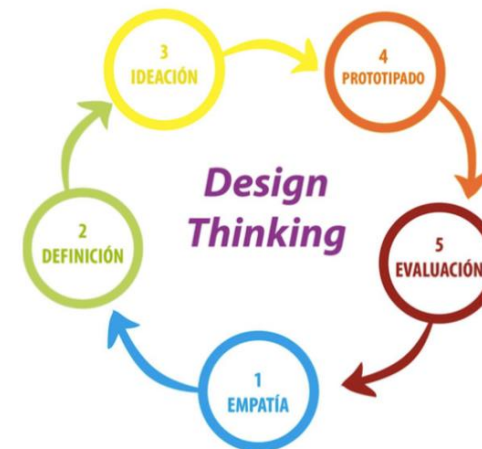 3
IDEACIÓN
4
PROTOTIPADO
Design
Thinking
2
DEFINICIÓN
5
EVALUACIÓN
1
EMPATÍA